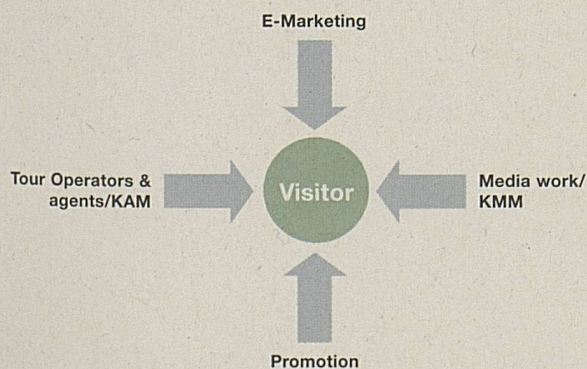 E-Marketing
Tour Operators &
agents/KAM
Visitor
Media work/
KMM
Promotion